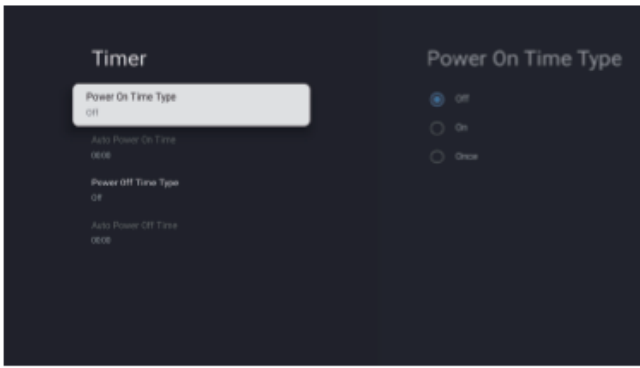 Timer
Power On Time Type
Off
Auto Power On Time
00:00
Power Off Time Type
Off
Auto Power Off Time
00:00
Power On Time Type
Off
On
Once